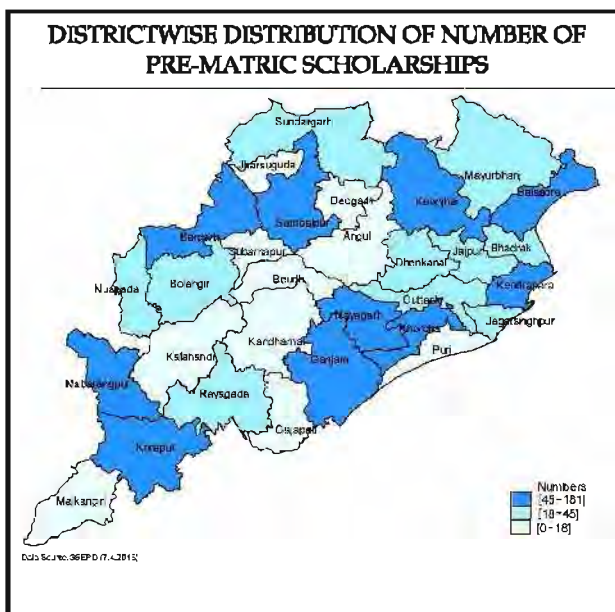 DISTRICTWISE DISTRIBUTION OF NUMBER OF
PRE-MATRIC SCHOLARSHIPS
Sundargarh
Jharsuguda
Mayurbhanj
Deogarh
Keonjhar
Balasore
Sambalpur
Bargarh
Angul
Subarnapur
Dhenkanal
Jajpur
Bhadrak
Nuapada
Bolangir
Boudh
Cuttack
Kendrapara
Nayagarh
Khordha
Jagatsinghpur
Kandhamal
Kalahandi
Puri
Ganjam
Nabarangpur
Rayagada
Gajapati
Koraput
Malkangiri
Numbers
[45-181]
[18-45]
[0-18]